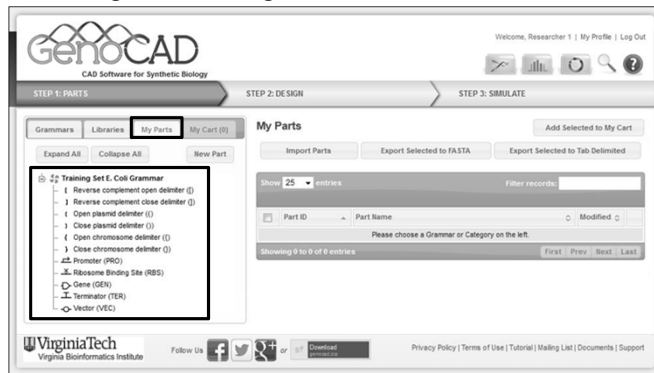 Welcome, Researcher 1 | My Profile | Log Out
GenoCAD
CAD Software for Synthetic Biology
STEP 1: PARTS
STEP 2: DESIGN
STEP 3: SIMULATE
Grammars Libraries My Parts My Cart (0)
Expand All Collapse All New Part
Training Set E. Coli Grammar
[ Reverse complement open delimiter ([)
] Reverse complement close delimiter (])
( Open plasmid delimiter (()
) Close plasmid delimiter ())
{ Open chromosome delimiter ({)
} Close chromosome delimiter (})
Promoter (PRO)
Ribosome Binding Site (RBS)
Gene (GEN)
Terminator (TER)
Vector (VEC)
My Parts
Add Selected to My Cart
Import Parts Export Selected to FASTA Export Selected to Tab Delimited
Show 25 entries Filter records:
Part ID Part Name Modified
Please choose a Grammar or Category on the left.
Showing 0 to 0 of 0 entries First Prev Next Last
VirginiaTech
Virginia Bioinformatics Institute
Follow Us or Download
Privacy Policy | Terms of Use | Tutorial | Mailing List | Documents | Support